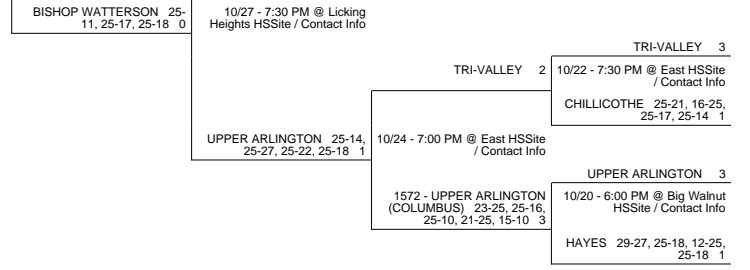 BISHOP WATTERSON 25-
11, 25-17, 25-18 0
10/27 - 7:30 PM @ Licking
Heights HSSite / Contact Info
TRI-VALLEY 3
TRI-VALLEY 2
10/22 - 7:30 PM @ East HSSite
/ Contact Info
CHILLICOTHE 25-21, 16-25,
25-17, 25-14 1
UPPER ARLINGTON 25-14,
25-27, 25-22, 25-18 1
10/24 - 7:00 PM @ East HSSite
/ Contact Info
UPPER ARLINGTON 3
1572 - UPPER ARLINGTON
(COLUMBUS) 23-25, 25-16,
25-10, 21-25, 15-10 3
10/20 - 6:00 PM @ Big Walnut
HSSite / Contact Info
HAYES 29-27, 25-18, 12-25,
25-18 1